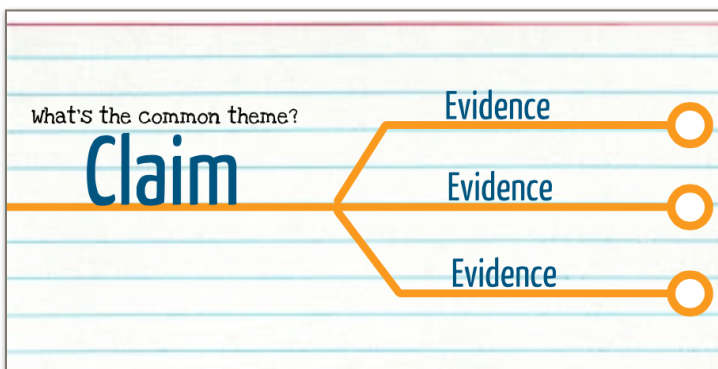 What's the common theme?
Claim
Evidence
Evidence
Evidence